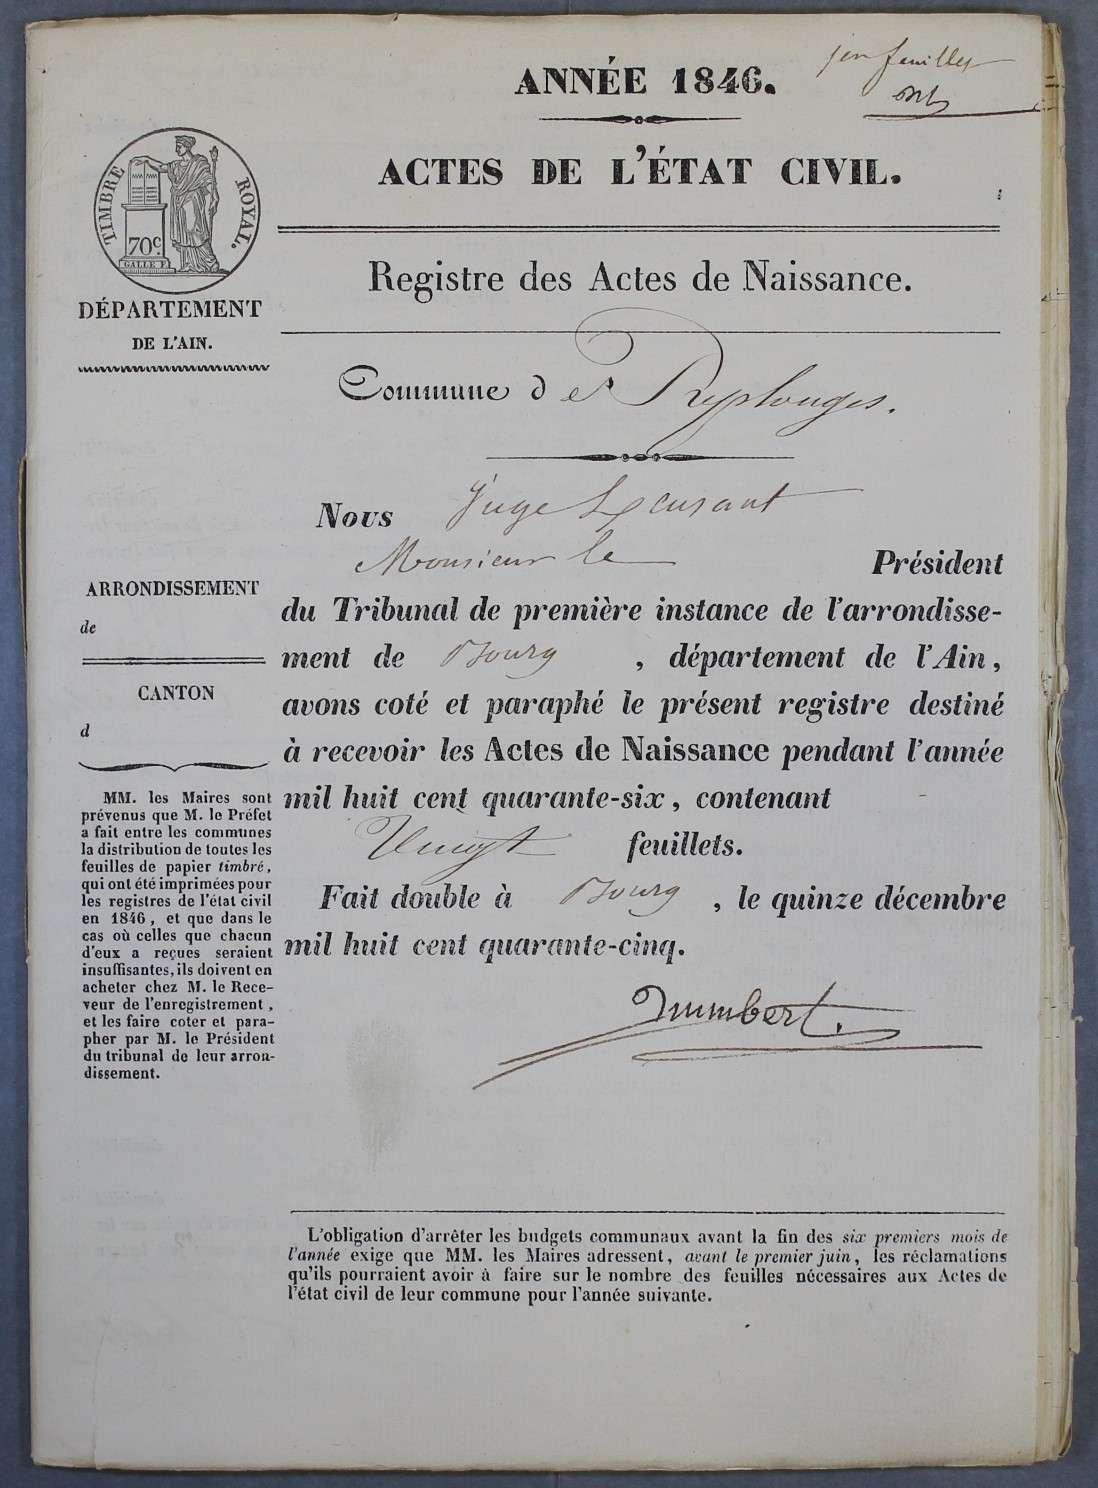 feuillet
ANNÉE 1846.
ACTES DE L'ÉTAT CIVIL.
TIMBRE ROYAL.
70c
GALLE F.
DÉPARTEMENT
DE L'AIN.
Registre des Actes de Naissance.
Commune de Replonges.
ARRONDISSEMENT
de
CANTON
d
MM. les Maires sont
prévenus que M. le Préfet
a fait entre les communes
la distribution de toutes les
feuilles de papier timbré,
qui ont été imprimées pour
les registres de l'état civil
en 1846, et que dans le
cas où celles que chacun
d'eux a reçues seraient
insuffisantes, ils doivent en
acheter chez M. le Rece-
veur de l'enregistrement,
et les faire coter et para-
pher par M. le Président
du tribunal de leur arron-
dissement.
Nous Juge
Monsieur le Président
du Tribunal de première instance de l'arrondisse-
ment de Bourg, département de l'Ain,
avons coté et paraphé le présent registre destiné
à recevoir les Actes de Naissance pendant l'année
mil huit cent quarante-six, contenant
Vingt feuillets.
Fait double à Bourg, le quinze décembre
mil huit cent quarante-cinq.
L'obligation d'arrêter les budgets communaux avant la fin des six premiers mois de
l'année exige que MM. les Maires adressent, avant le premier juin, les réclamations
qu'ils pourraient avoir à faire sur le nombre des feuilles nécessaires aux Actes de
l'état civil de leur commune pour l'année suivante.